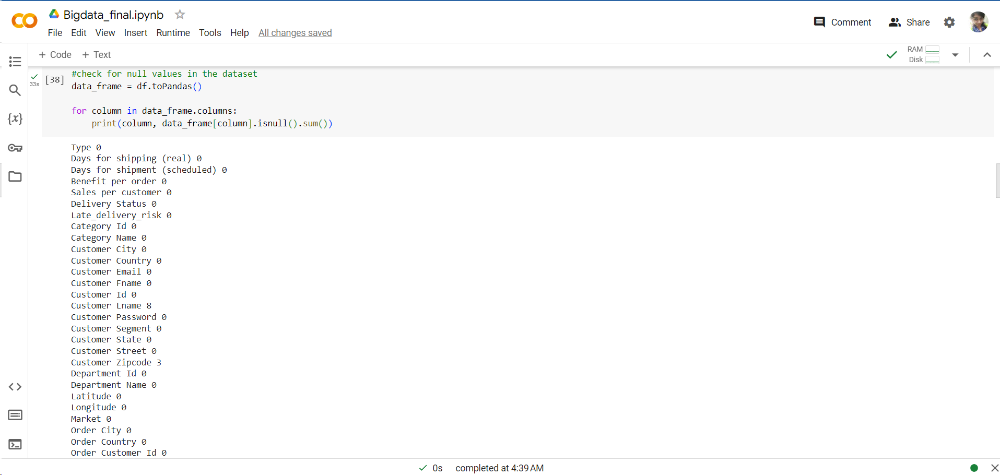 Bigdata_final.ipynb
File Edit View Insert Runtime Tools Help All changes saved
Comment Share
+ Code + Text
RAM
Disk
33s
[38]
#check for null values in the dataset
data_frame = df.toPandas()
for column in data_frame.columns:
    print(column, data_frame[column].isnull().sum())
{x}
Type 0
Days for shipping (real) 0
Days for shipment (scheduled) 0
Benefit per order 0
Sales per customer 0
Delivery Status 0
Late_delivery_risk 0
Category Id 0
Category Name 0
Customer City 0
Customer Country 0
Customer Email 0
Customer Fname 0
Customer Id 0
Customer Lname 8
Customer Password 0
Customer Segment 0
Customer State 0
Customer Street 0
Customer Zipcode 3
Department Id 0
Department Name 0
Latitude 0
Longitude 0
Market 0
Order City 0
Order Country 0
Order Customer Id 0
0s completed at 4:39 AM